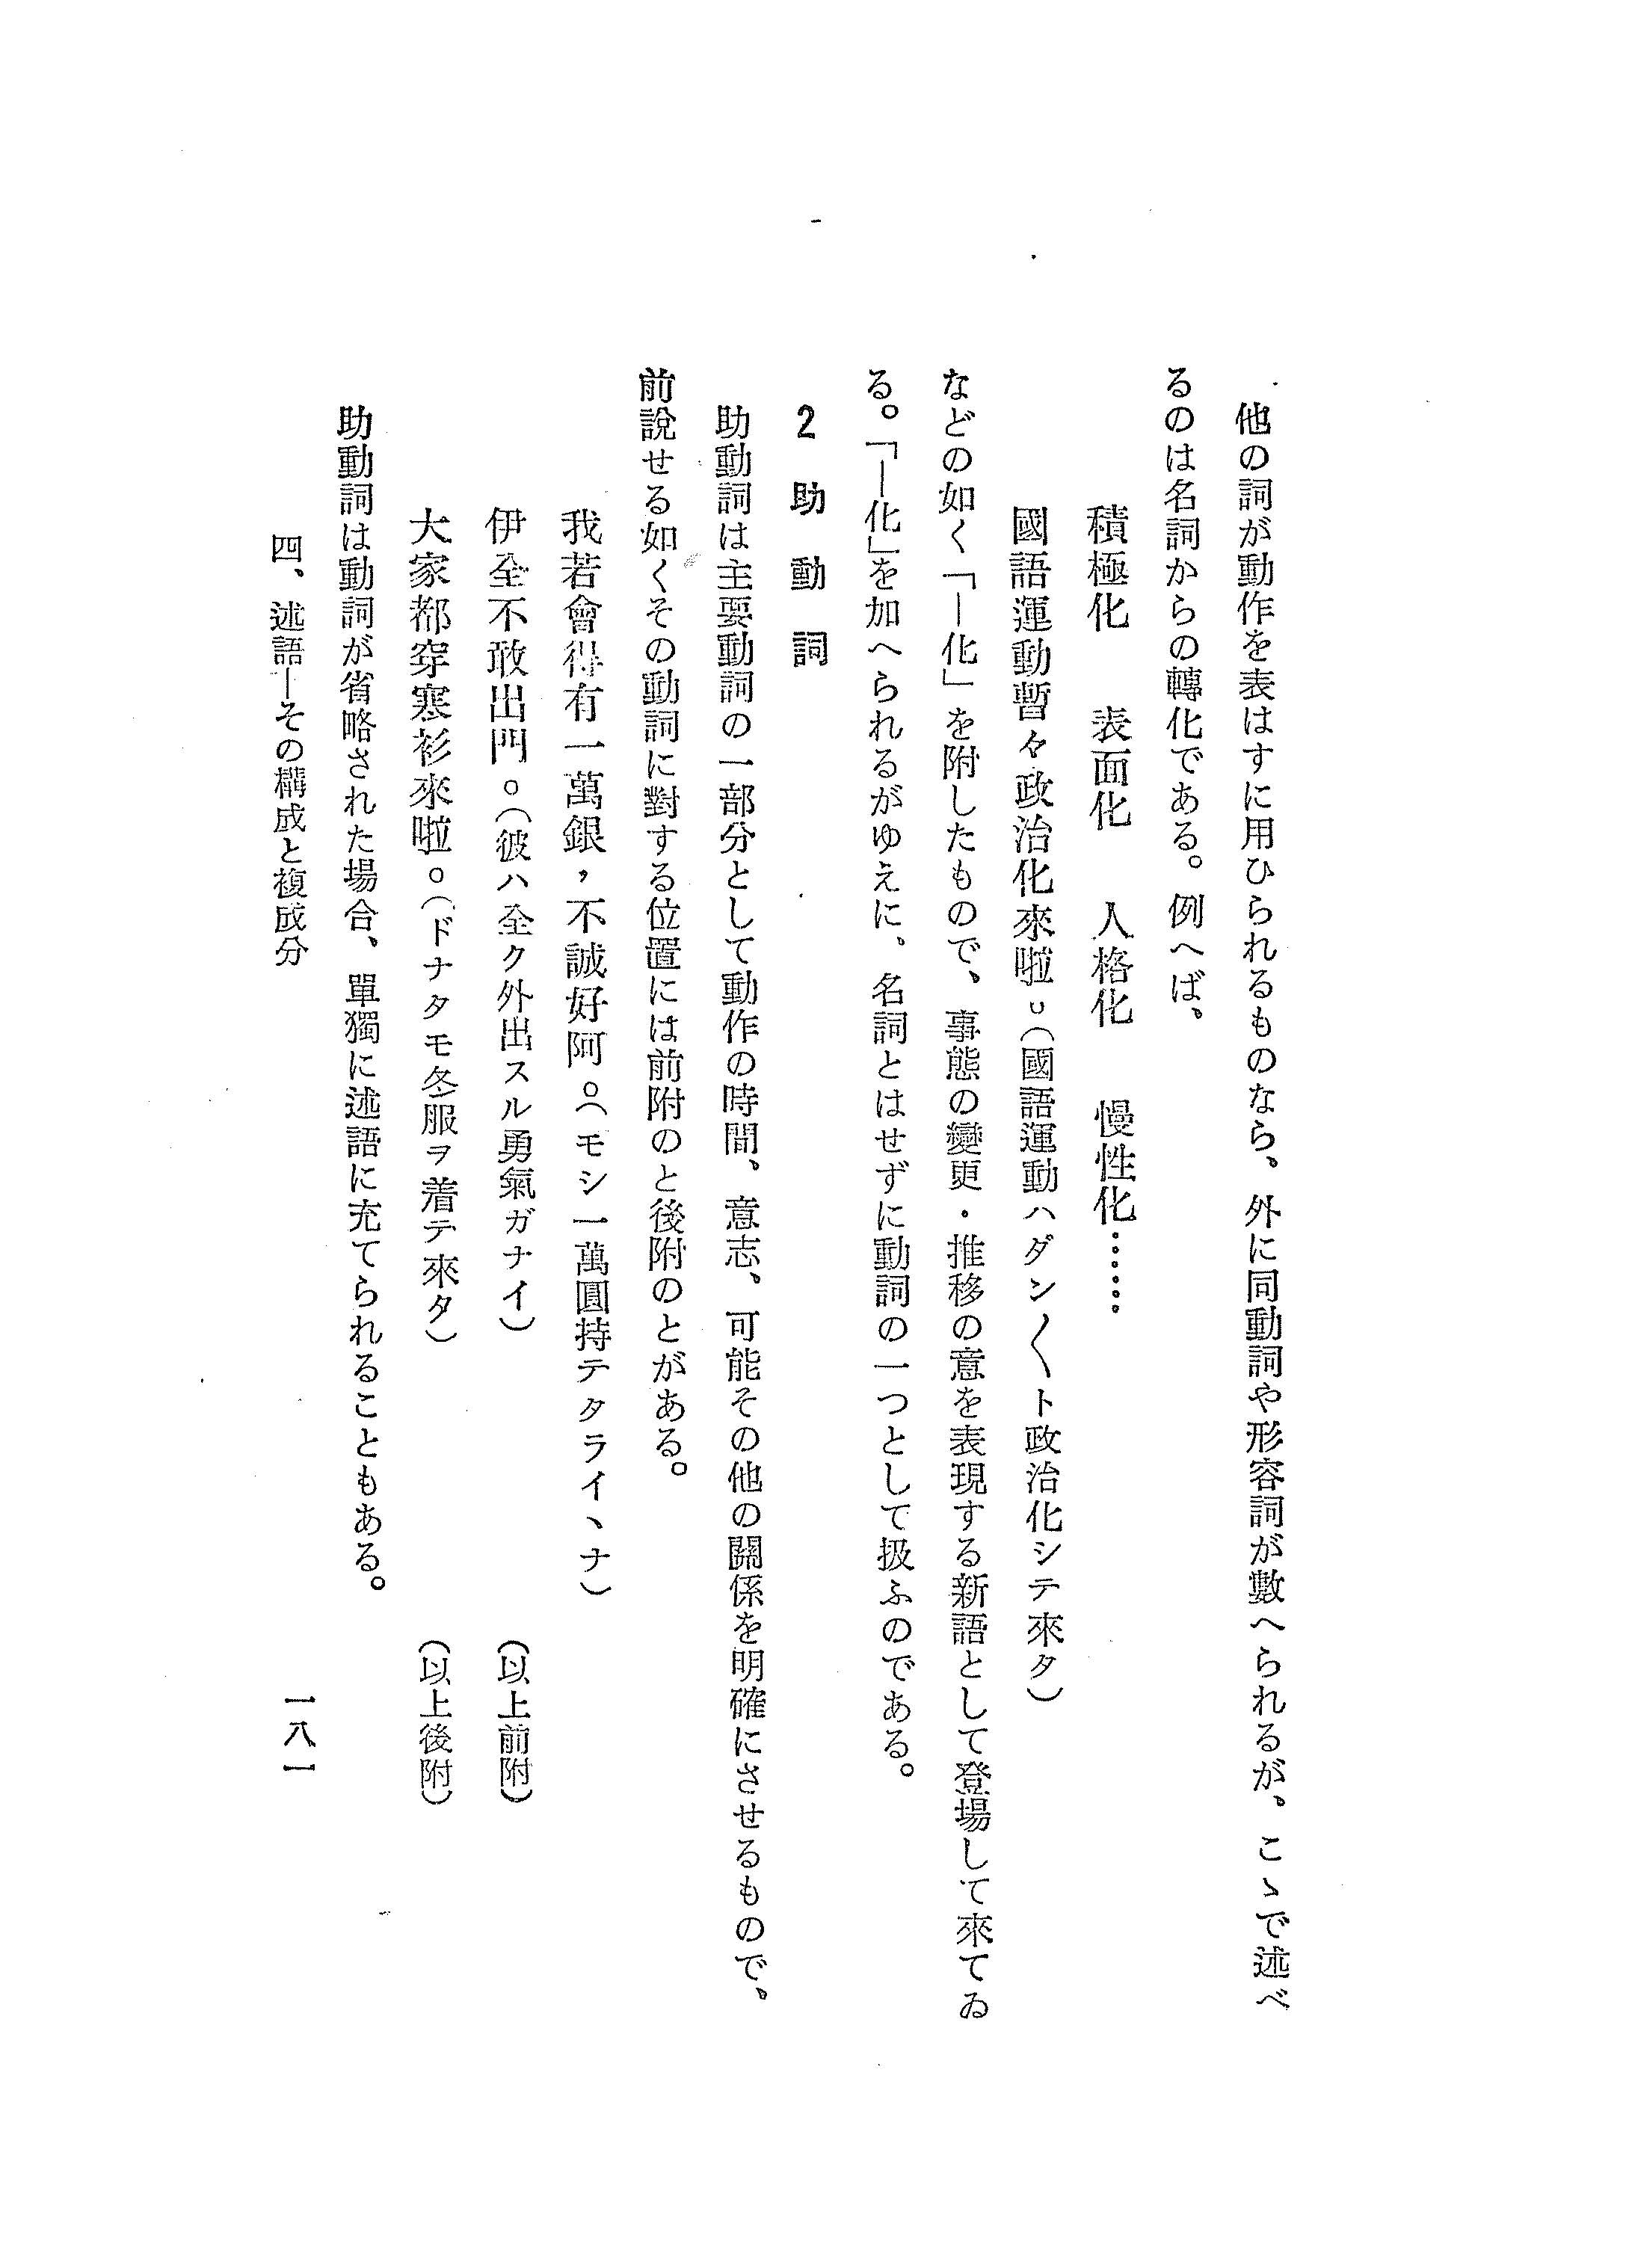 他の詞が動作を表はすに用ひられるものなら、外に同動詞や形容詞が數へられるが、こゝで述べ
るのは名詞からの轉化である。例へば、
積極化　表面化　人格化　慢性化……
國語運動暫々政治化來啦。(國語運動ハダン〱ト政治化シテ來タ)
などの如く「―化」を附したもので、事態の變更・推移の意を表現する新語として登場して來てゐ
る。「―化」を加へられるがゆえに、名詞とはせずに動詞の一つとして扱ふのである。
2 助動詞
助動詞は主要動詞の一部分として動作の時間、意志、可能その他の關係を明確にさせるもので、
前說せる如くその動詞に對する位置には前附のと後附のとがある。
我若會得有一萬銀，不誠好阿。(モシ一萬圓持テタライヽナ)
伊全不敢出門。(彼ハ全ク外出スル勇氣ガナイ)　(以上前附)
大家都穿寒衫來啦。(ドナタモ冬服ヲ着テ來タ)　(以上後附)
助動詞は動詞が省略された場合、單獨に述語に充てられることもある。
四、述語―その構成と複成分　一八一